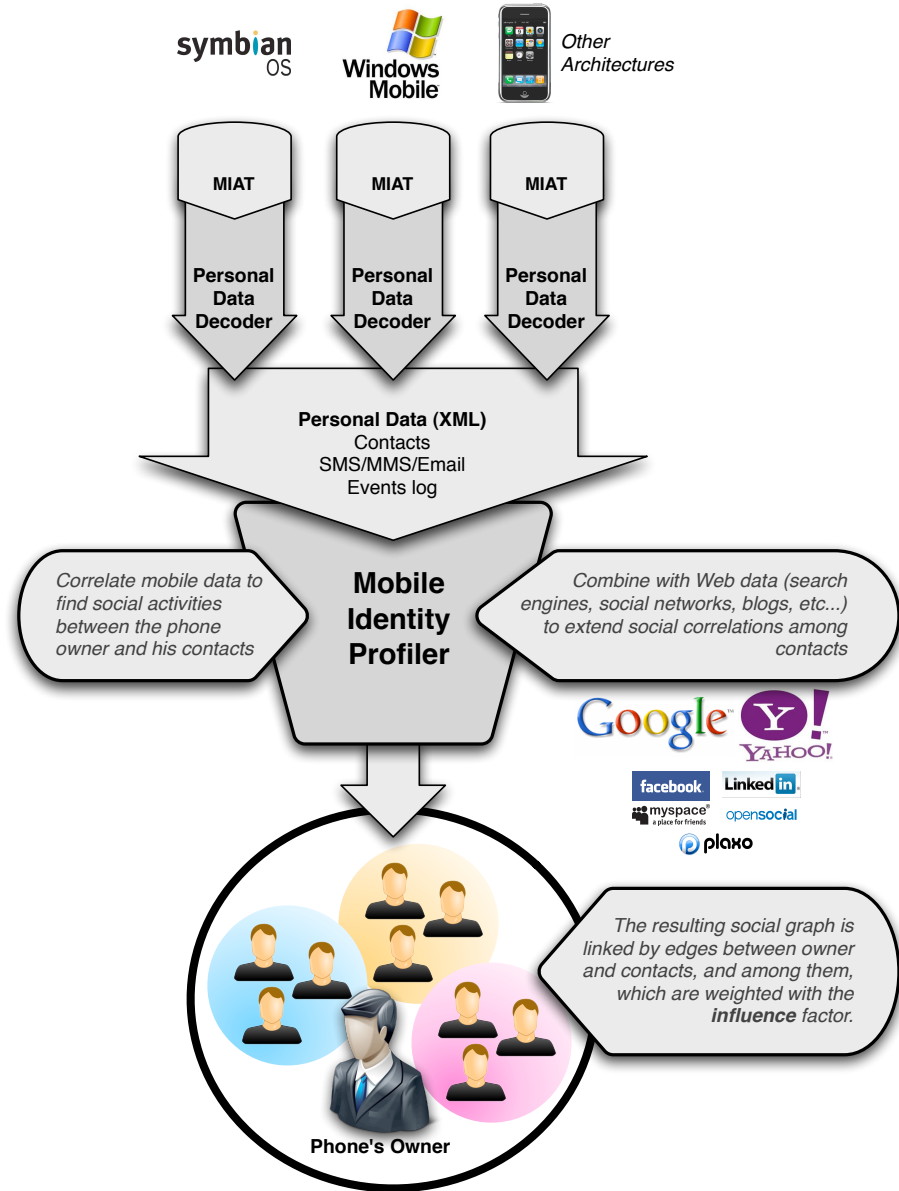 symbian
OS
Windows
Mobile
Other
Architectures
MIAT
MIAT
MIAT
Personal
Data
Decoder
Personal
Data
Decoder
Personal
Data
Decoder
Personal Data (XML)
Contacts
SMS/MMS/Email
Events log
Correlate mobile data to
find social activities
between the phone
owner and his contacts
Mobile
Identity
Profiler
Combine with Web data (search
engines, social networks, blogs, etc...)
to extend social correlations among
contacts
Google™
Y!
YAHOO!
facebook.
Linked in
myspace®
a place for friends
opensocial
plaxo
The resulting social graph is
linked by edges between owner
and contacts, and among them,
which are weighted with the
influence factor.
Phone's Owner